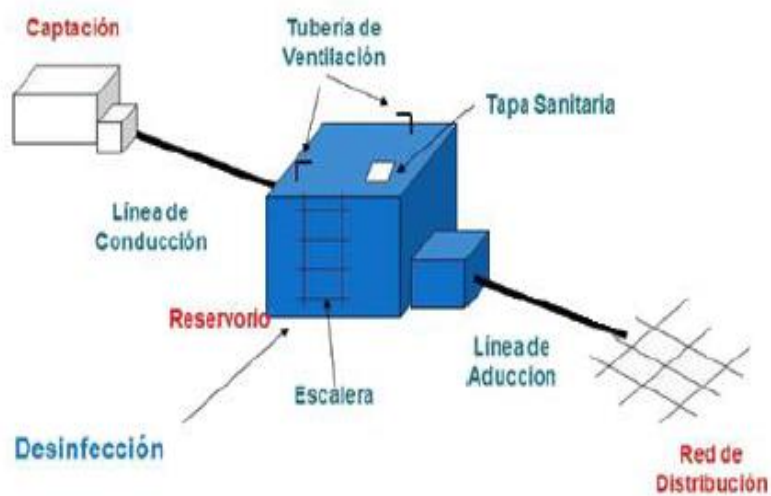 Captación
Tubería de
Ventilación
Tapa Sanitaria
Línea de
Conducción
Reservorio
Escalera
Línea de
Aduccion
Desinfección
Red de
Distribución